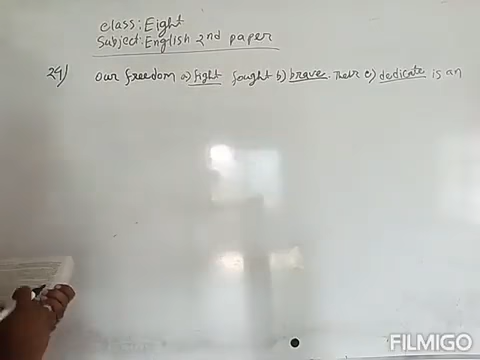 class: Eight
Subject: English 2nd paper
24) our freedom a) fight fought b) brave. Their c) dedicate is an
FILMIGO